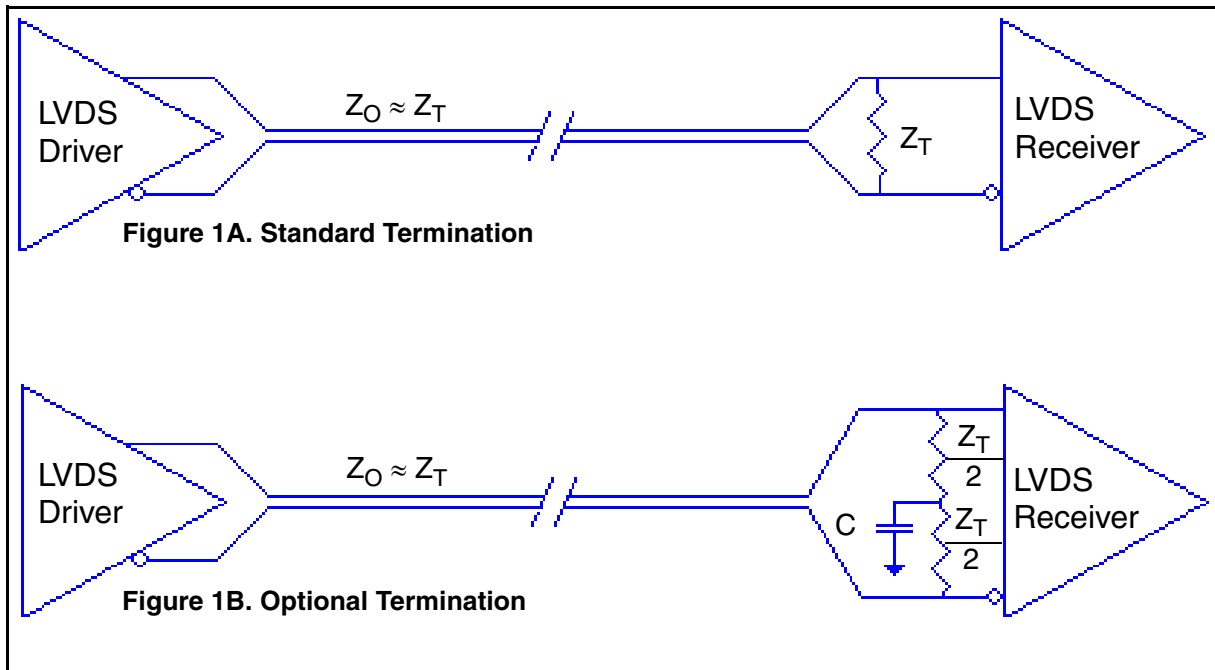 LVDS
Driver
Z_O ≈ Z_T
Z_T
LVDS
Receiver
Figure 1A. Standard Termination
LVDS
Driver
Z_O ≈ Z_T
C
Z_T
2
Z_T
2
LVDS
Receiver
Figure 1B. Optional Termination